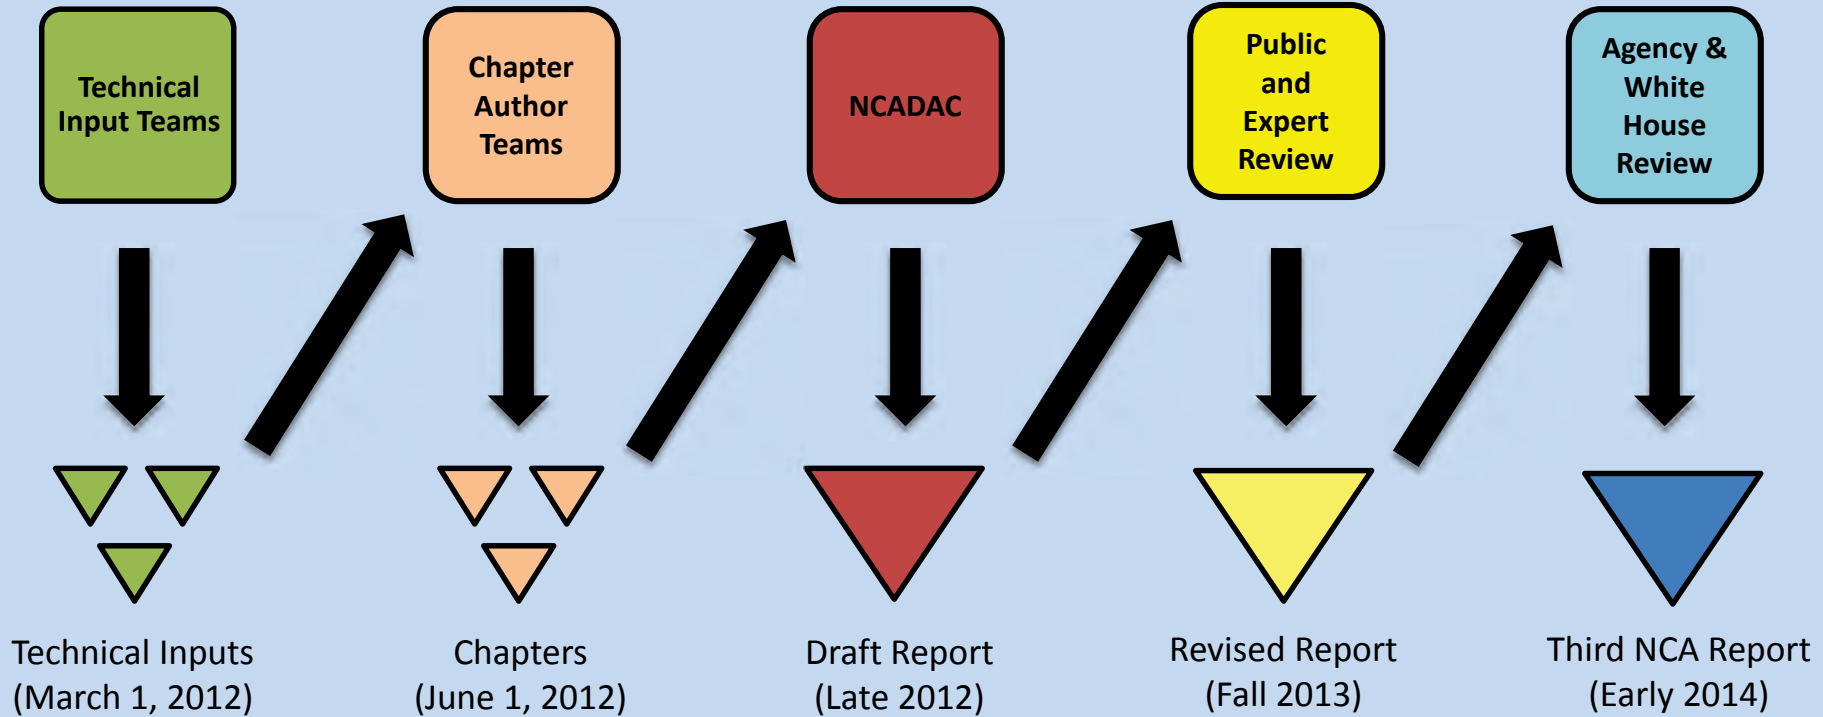 Technical
Input Teams
Chapter
Author
Teams
NCADAC
Public
and
Expert
Review
Agency &
White
House
Review
Technical Inputs
(March 1, 2012)
Chapters
(June 1, 2012)
Draft Report
(Late 2012)
Revised Report
(Fall 2013)
Third NCA Report
(Early 2014)